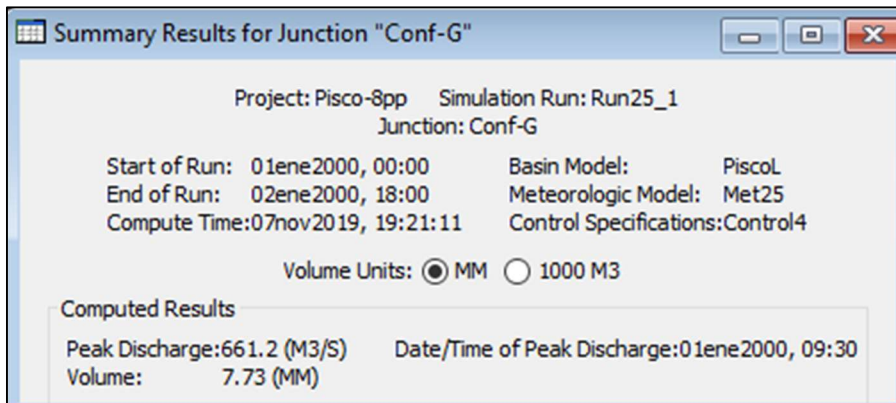 Summary Results for Junction "Conf-G"
Project: Pisco-8pp Simulation Run: Run25_1
Junction: Conf-G
Start of Run: 01ene2000, 00:00 Basin Model: PiscoL
End of Run: 02ene2000, 18:00 Meteorologic Model: Met25
Compute Time:07nov2019, 19:21:11 Control Specifications:Control4
Volume Units: MM 1000 M3
Computed Results
Peak Discharge:661.2 (M3/S) Date/Time of Peak Discharge:01ene2000, 09:30
Volume: 7.73 (MM)